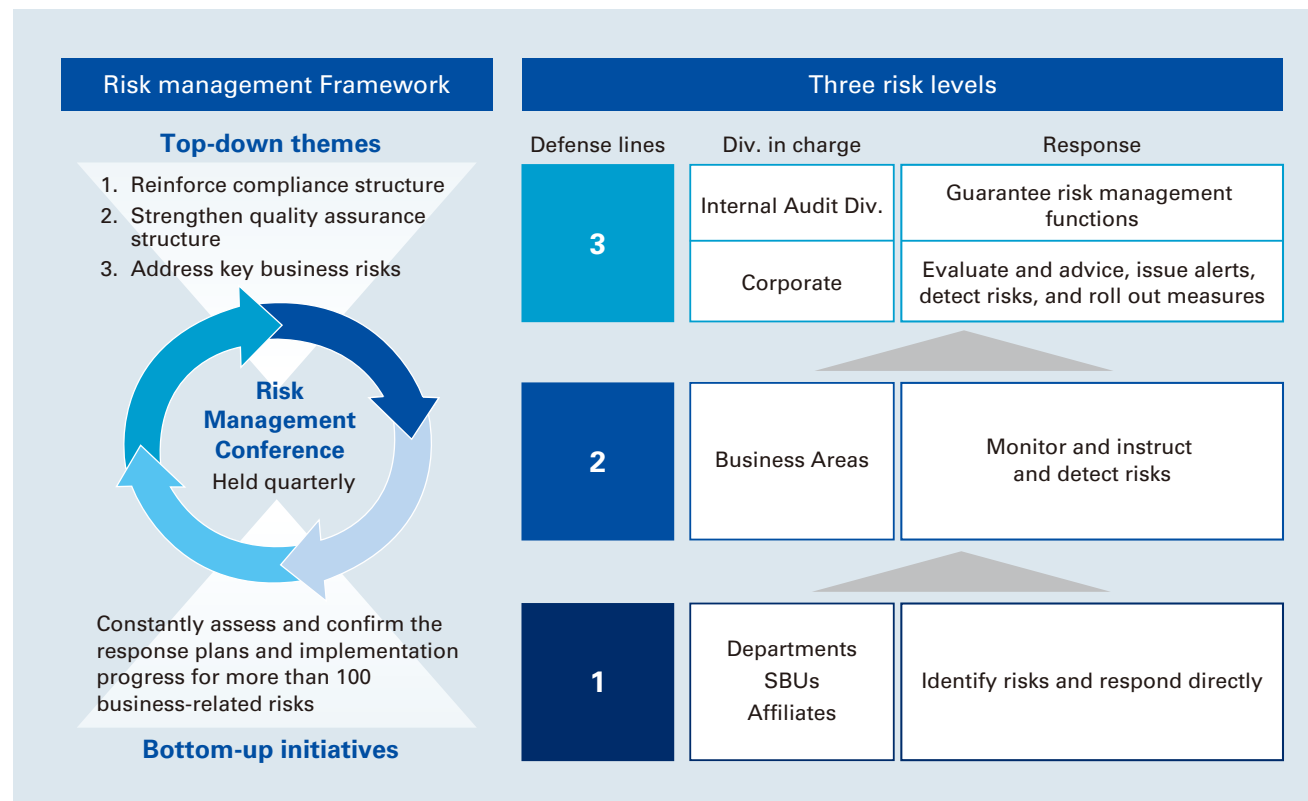 Risk management Framework
Top-down themes
1. Reinforce compliance structure
2. Strengthen quality assurance
structure
3. Address key business risks
Risk
Management
Conference
Held quarterly
Constantly assess and confirm the
response plans and implementation
progress for more than 100
business-related risks
Bottom-up initiatives
Three risk levels
Defense lines
Div. in charge
Response
3
Internal Audit Div.
Guarantee risk management
functions
Corporate
Evaluate and advice, issue alerts,
detect risks, and roll out measures
2
Business Areas
Monitor and instruct
and detect risks
1
Departments
SBUs
Affiliates
Identify risks and respond directly